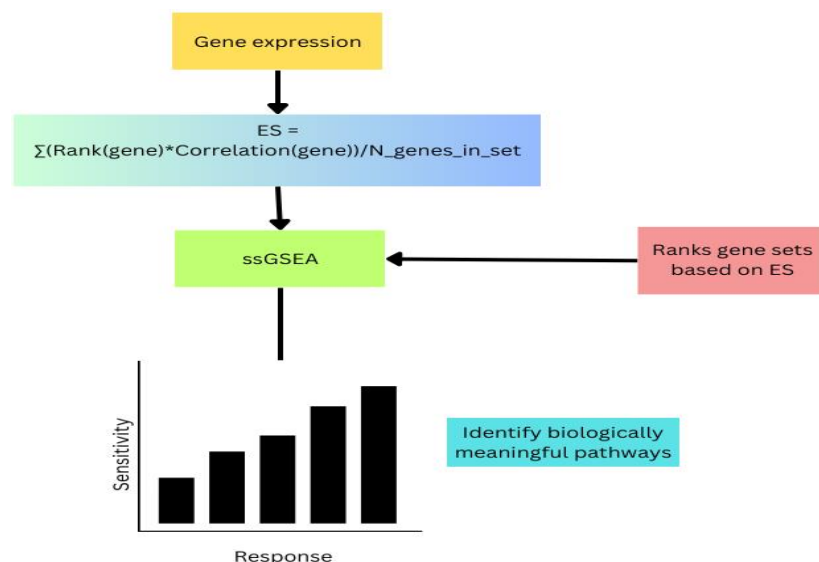 Gene expression
ES =
∑(Rank(gene)*Correlation(gene))/N_genes_in_set
ssGSEA
Ranks gene sets
based on ES
Sensitivity
Identify biologically
meaningful pathways
Response